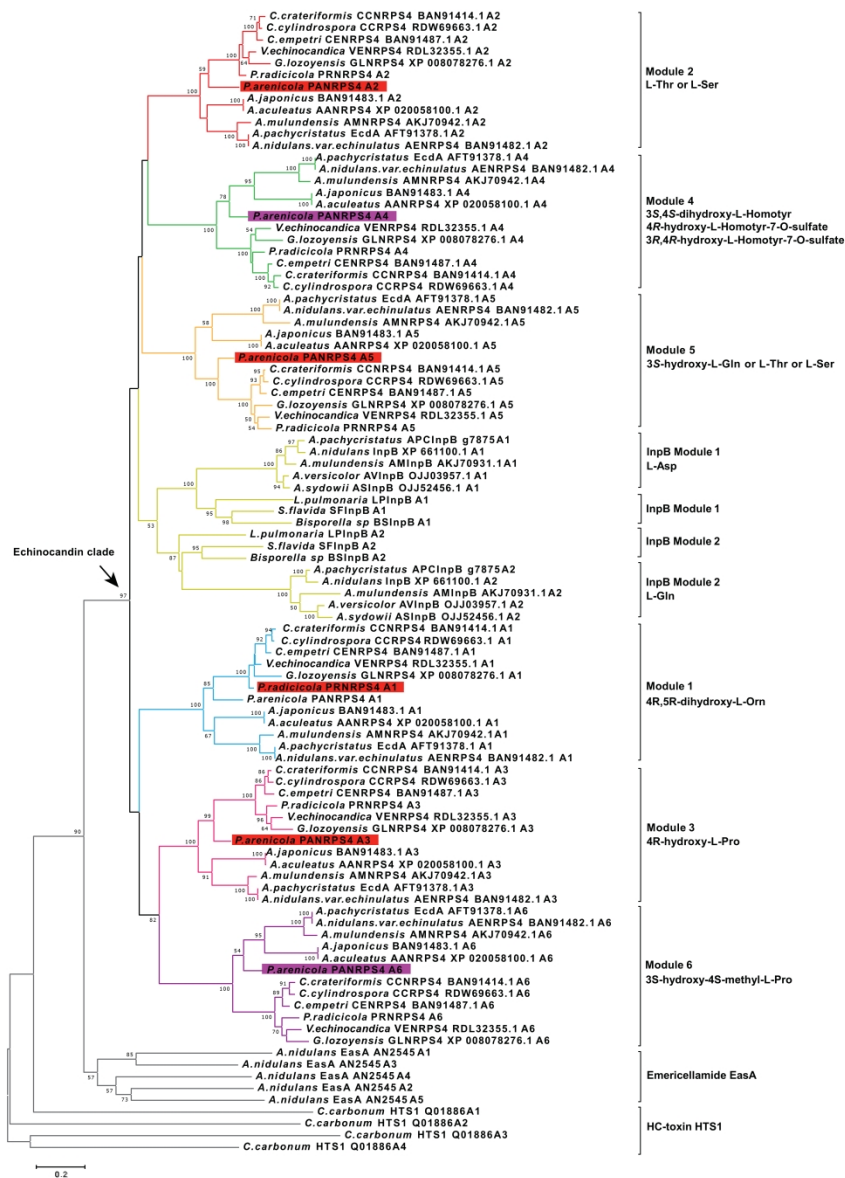 C.crateriformis CCNRPS4 BAN91414.1 A2
C.cylindrospora CCRPS4 RDW69663.1 A2
C.empetri CENRPS4 BAN91487.1 A2
V.echinocandica VENRPS4 RDL32355.1 A2
G.lozoyensis GLNRPS4 XP 008078276.1 A2
P.radicicola PRNRPS4 A2
P.arenicola PANRPS4 A2
A.japonicus BAN91483.1 A2
A.aculeatus AANRPS4 XP 020058100.1 A2
A.mulundensis AMNRPS4 AKJ70942.1 A2
A.pachycristatus EcdA AFT91378.1 A2
A.nidulans.var.echinulatus AENRPS4 BAN91482.1 A2
Module 2
L-Thr or L-Ser
A.pachycristatus EcdA AFT91378.1 A4
A.nidulans.var.echinulatus AENRPS4 BAN91482.1 A4
A.mulundensis AMNRPS4 AKJ70942.1 A4
A.japonicus BAN91483.1 A4
A.aculeatus AANRPS4 XP 020058100.1 A4
P.arenicola PANRPS4 A4
V.echinocandica VENRPS4 RDL32355.1 A4
G.lozoyensis GLNRPS4 XP 008078276.1 A4
P.radicicola PRNRPS4 A4
C.empetri CENRPS4 BAN91487.1 A4
C.crateriformis CCNRPS4 BAN91414.1 A4
C.cylindrospora CCRPS4 RDW69663.1 A4
Module 4
3S,4S-dihydroxy-L-Homotyr
4R-hydroxy-L-Homotyr-7-O-sulfate
3R,4R-hydroxy-L-Homotyr-7-O-sulfate
A.pachycristatus EcdA AFT91378.1 A5
A.nidulans.var.echinulatus AENRPS4 BAN91482.1 A5
A.mulundensis AMNRPS4 AKJ70942.1 A5
A.japonicus BAN91483.1 A5
A.aculeatus AANRPS4 XP 020058100.1 A5
P.arenicola PANRPS4 A5
C.crateriformis CCNRPS4 BAN91414.1 A5
C.cylindrospora CCRPS4 RDW69663.1 A5
C.empetri CENRPS4 BAN91487.1 A5
G.lozoyensis GLNRPS4 XP 008078276.1 A5
V.echinocandica VENRPS4 RDL32355.1 A5
P.radicicola PRNRPS4 A5
Module 5
3S-hydroxy-L-Gln or L-Thr or L-Ser
A.pachycristatus APCInpB g7875A1
A.nidulans InpB XP 661100.1 A1
A.mulundensis AMInpB AKJ70931.1 A1
A.versicolor AVInpB OJJ03957.1 A1
A.sydowii ASInpB OJJ52456.1 A1
InpB Module 1
L-Asp
L.pulmonaria LPInpB A1
S.flavida SFInpB A1
Bisporella sp BSInpB A1
InpB Module 1
L.pulmonaria LPInpB A2
S.flavida SFInpB A2
Bisporella sp BSInpB A2
InpB Module 2
A.pachycristatus APCInpB g7875A2
A.nidulans InpB XP 661100.1 A2
A.mulundensis AMInpB AKJ70931.1 A2
A.versicolor AVInpB OJJ03957.1 A2
A.sydowii ASInpB OJJ52456.1 A2
InpB Module 2
L-Gln
Echinocandin clade
C.crateriformis CCNRPS4 BAN91414.1 A1
C.cylindrospora CCRPS4 RDW69663.1 A1
C.empetri CENRPS4 BAN91487.1 A1
V.echinocandica VENRPS4 RDL32355.1 A1
G.lozoyensis GLNRPS4 XP 008078276.1 A1
P.radicicola PRNRPS4 A1
P.arenicola PANRPS4 A1
A.japonicus BAN91483.1 A1
A.aculeatus AANRPS4 XP 020058100.1 A1
A.mulundensis AMNRPS4 AKJ70942.1 A1
A.pachycristatus EcdA AFT91378.1 A1
A.nidulans.var.echinulatus AENRPS4 BAN91482.1 A1
Module 1
4R,5R-dihydroxy-L-Orn
C.crateriformis CCNRPS4 BAN91414.1 A3
C.cylindrospora CCRPS4 RDW69663.1 A3
C.empetri CENRPS4 BAN91487.1 A3
P.radicicola PRNRPS4 A3
V.echinocandica VENRPS4 RDL32355.1 A3
G.lozoyensis GLNRPS4 XP 008078276.1 A3
P.arenicola PANRPS4 A3
A.japonicus BAN91483.1 A3
A.aculeatus AANRPS4 XP 020058100.1 A3
A.mulundensis AMNRPS4 AKJ70942.1 A3
A.pachycristatus EcdA AFT91378.1 A3
A.nidulans.var.echinulatus AENRPS4 BAN91482.1 A3
Module 3
4R-hydroxy-L-Pro
A.pachycristatus EcdA AFT91378.1 A6
A.nidulans.var.echinulatus AENRPS4 BAN91482.1 A6
A.mulundensis AMNRPS4 AKJ70942.1 A6
A.japonicus BAN91483.1 A6
A.aculeatus AANRPS4 XP 020058100.1 A6
P.arenicola PANRPS4 A6
C.crateriformis CCNRPS4 BAN91414.1 A6
C.cylindrospora CCRPS4 RDW69663.1 A6
C.empetri CENRPS4 BAN91487.1 A6
P.radicicola PRNRPS4 A6
V.echinocandica VENRPS4 RDL32355.1 A6
G.lozoyensis GLNRPS4 XP 008078276.1 A6
Module 6
3S-hydroxy-4S-methyl-L-Pro
A.nidulans EasA AN2545A1
A.nidulans EasA AN2545A3
A.nidulans EasA AN2545A4
A.nidulans EasA AN2545A2
A.nidulans EasA AN2545A5
Emericellamide EasA
C.carbonum HTS1 Q01886A1
C.carbonum HTS1 Q01886A2
C.carbonum HTS1 Q01886A3
C.carbonum HTS1 Q01886A4
HC-toxin HTS1
0.2